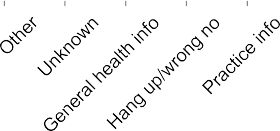 Other
Unknown
General health info
Hang up/wrong no
Practice info